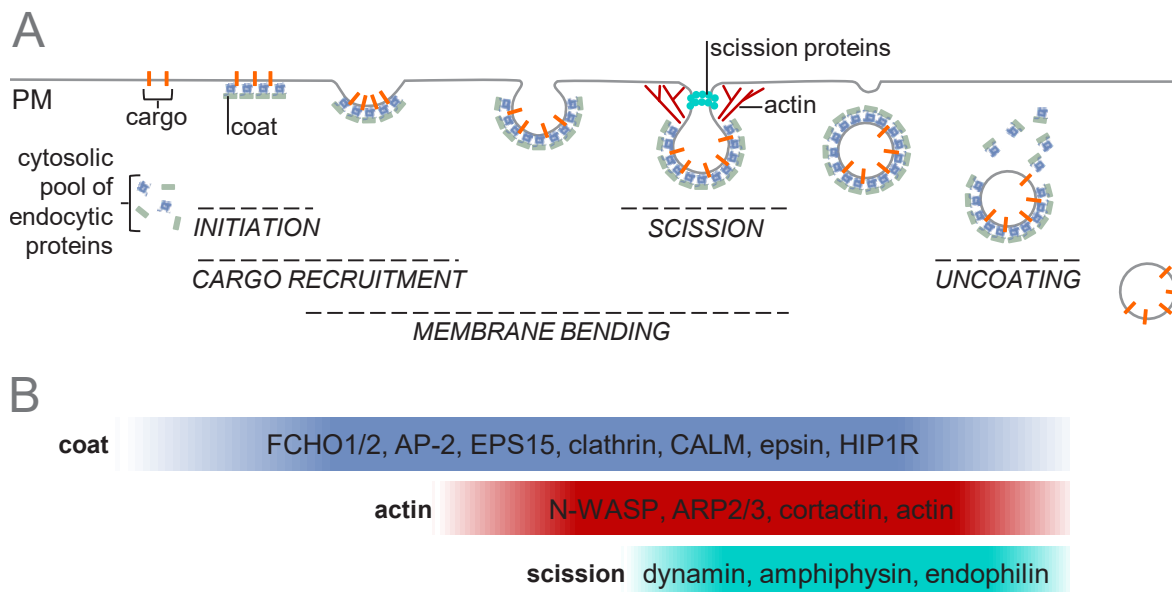 A
scission proteins
PM
cargo
coat
actin
cytosolic
pool of
endocytic
proteins
INITIATION
SCISSION
CARGO RECRUITMENT
UNCOATING
MEMBRANE BENDING
B
coat
FCHO1/2, AP-2, EPS15, clathrin, CALM, epsin, HIP1R
actin
N-WASP, ARP2/3, cortactin, actin
scission
dynamin, amphiphysin, endophilin